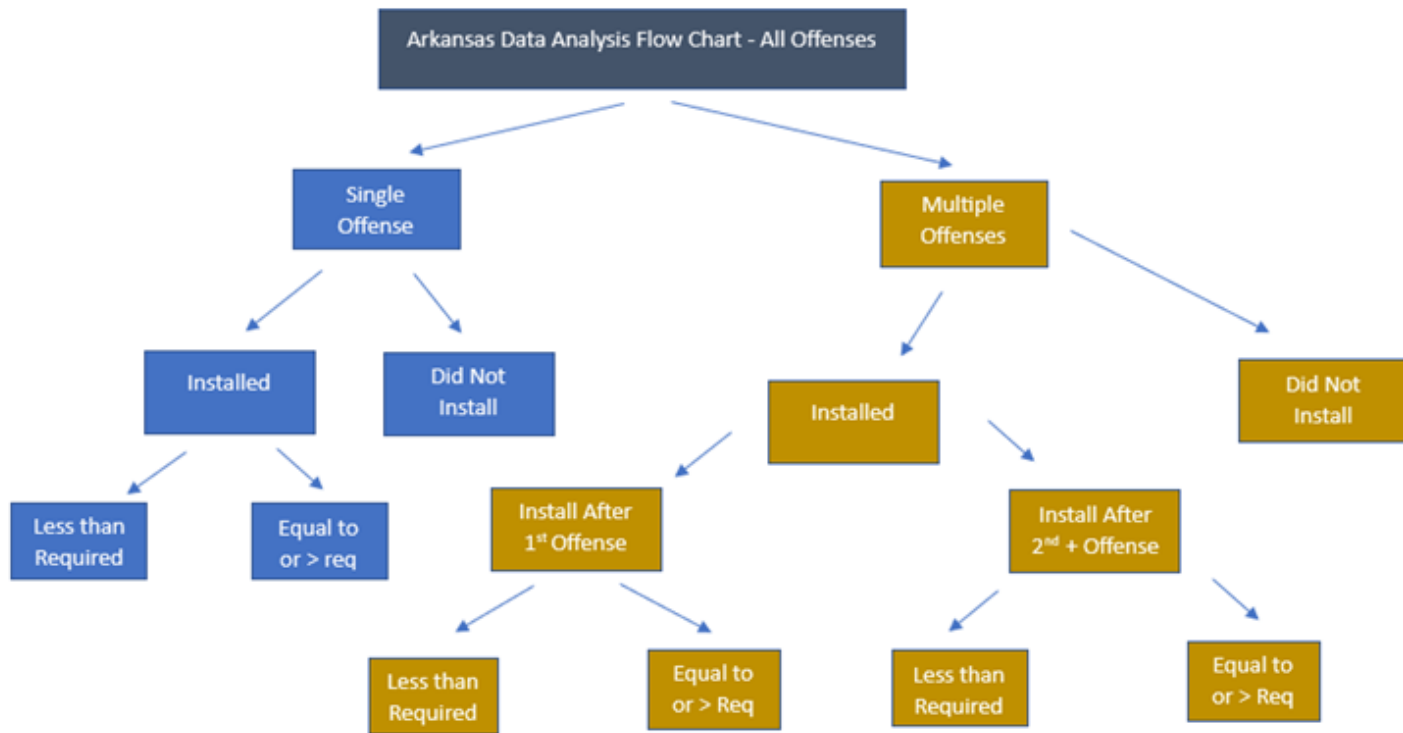 Arkansas Data Analysis Flow Chart - All Offenses
Single
Offense
Multiple
Offenses
Installed
Did Not
Install
Installed
Did Not
Install
Less than
Required
Equal to
or > req
Install After
1st Offense
Install After
2nd + Offense
Less than
Required
Equal to
or > Req
Less than
Required
Equal to
or > Req